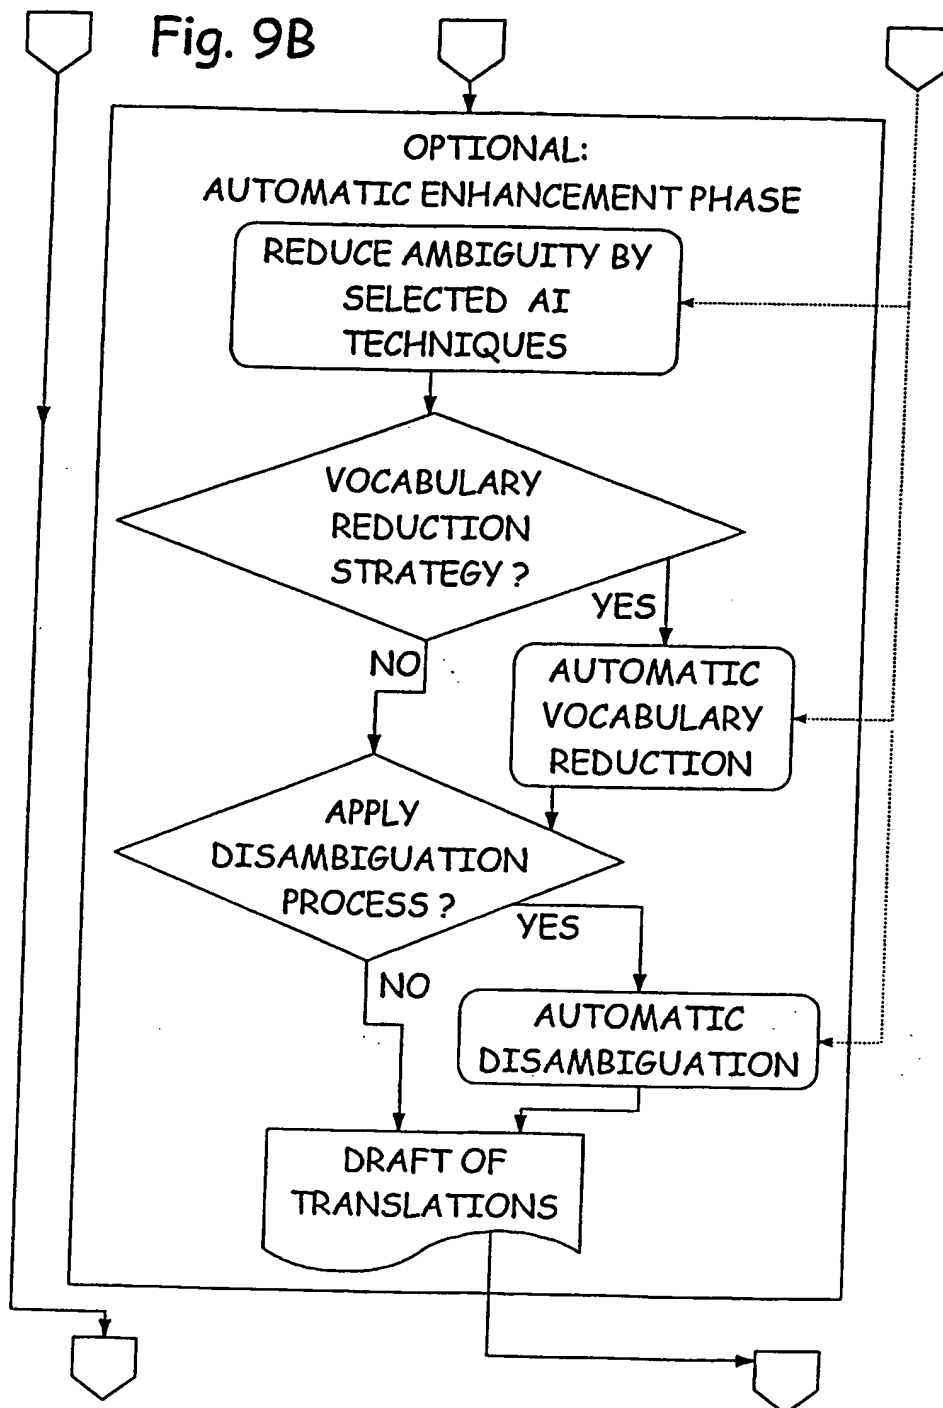 Fig. 9B
OPTIONAL:
AUTOMATIC ENHANCEMENT PHASE
REDUCE AMBIGUITY BY
SELECTED AI
TECHNIQUES
VOCABULARY
REDUCTION
STRATEGY ?
YES
NO
AUTOMATIC
VOCABULARY
REDUCTION
APPLY
DISAMBIGUATION
PROCESS ?
YES
NO
AUTOMATIC
DISAMBIGUATION
DRAFT OF
TRANSLATIONS